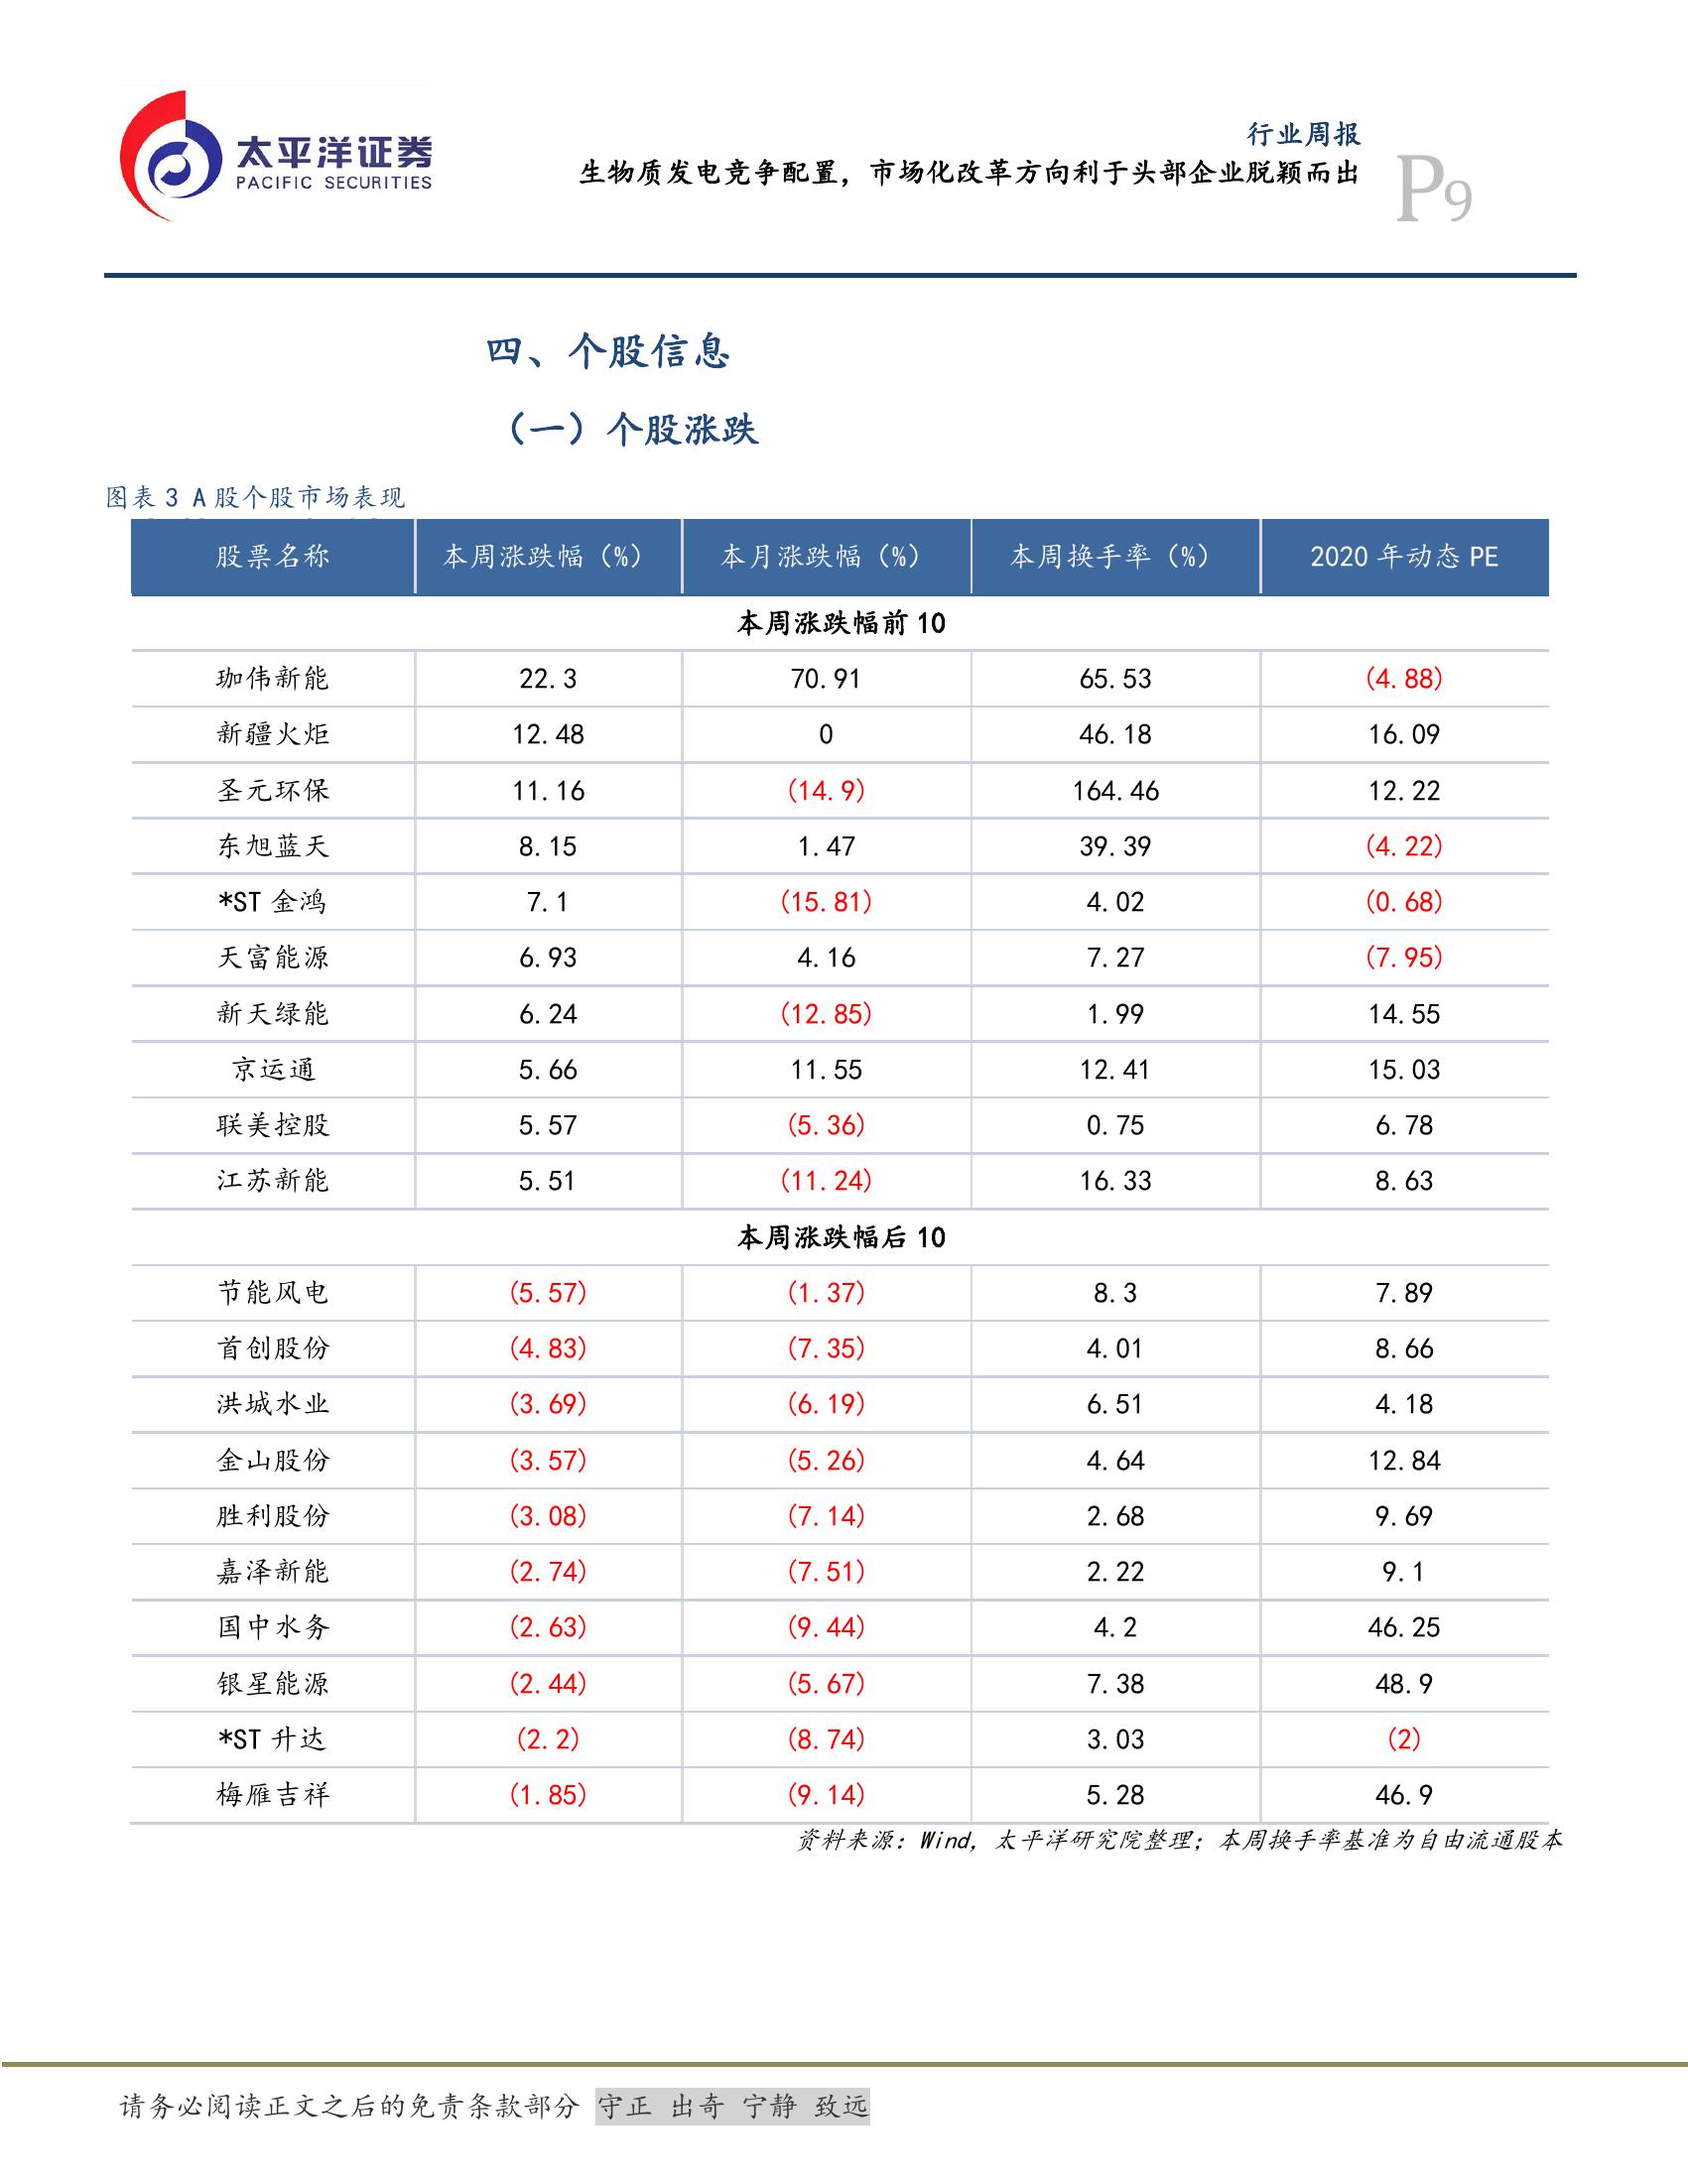 太平洋证券
PACIFIC SECURITIES
行业周报
生物质发电竞争配置，市场化改革方向利于头部企业脱颖而出
P9
四、个股信息
（一）个股涨跌
图表 3 A 股个股市场表现
股票名称 本周涨跌幅（%） 本月涨跌幅（%） 本周换手率（%） 2020 年动态 PE
本周涨跌幅前 10
珈伟新能 22.3 70.91 65.53 (4.88)
新疆火炬 12.48 0 46.18 16.09
圣元环保 11.16 (14.9) 164.46 12.22
东旭蓝天 8.15 1.47 39.39 (4.22)
*ST 金鸿 7.1 (15.81) 4.02 (0.68)
天富能源 6.93 4.16 7.27 (7.95)
新天绿能 6.24 (12.85) 1.99 14.55
京运通 5.66 11.55 12.41 15.03
联美控股 5.57 (5.36) 0.75 6.78
江苏新能 5.51 (11.24) 16.33 8.63
本周涨跌幅后 10
节能风电 (5.57) (1.37) 8.3 7.89
首创股份 (4.83) (7.35) 4.01 8.66
洪城水业 (3.69) (6.19) 6.51 4.18
金山股份 (3.57) (5.26) 4.64 12.84
胜利股份 (3.08) (7.14) 2.68 9.69
嘉泽新能 (2.74) (7.51) 2.22 9.1
国中水务 (2.63) (9.44) 4.2 46.25
银星能源 (2.44) (5.67) 7.38 48.9
*ST 升达 (2.2) (8.74) 3.03 (2)
梅雁吉祥 (1.85) (9.14) 5.28 46.9
资料来源：Wind，太平洋研究院整理；本周换手率基准为自由流通股本
请务必阅读正文之后的免责条款部分 守正 出奇 宁静 致远